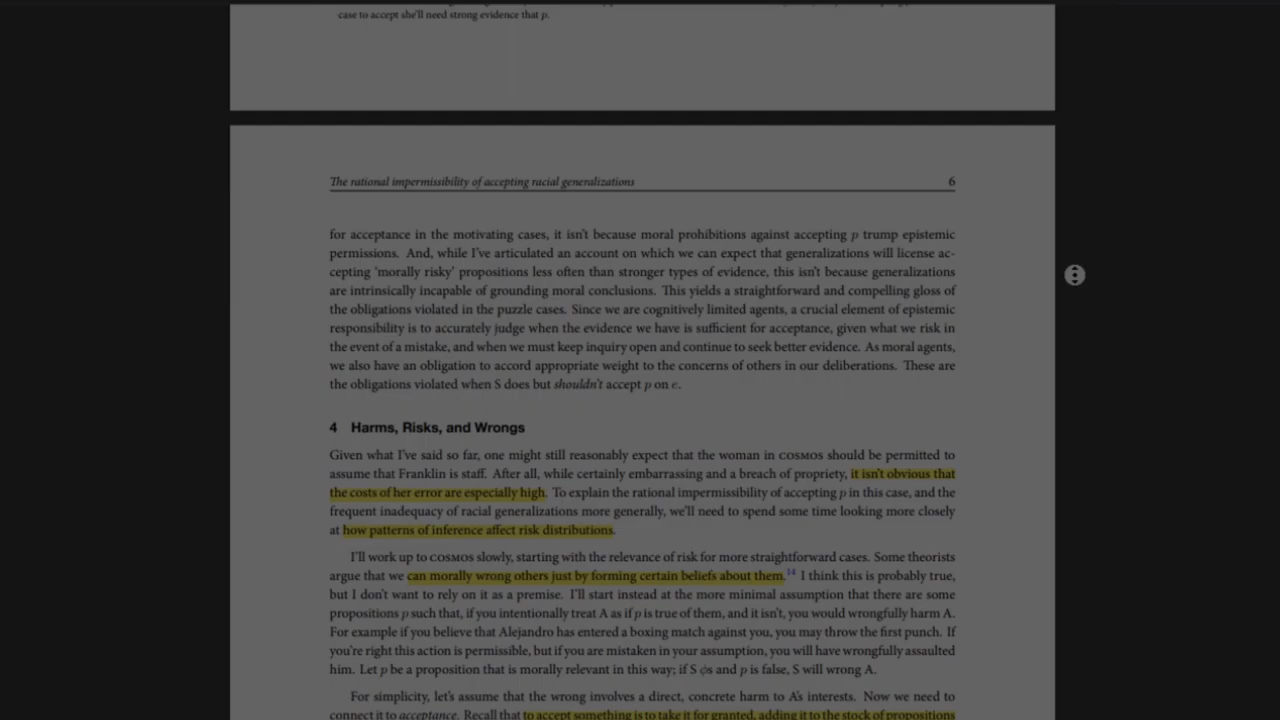 case to accept she'll need strong evidence that p.
The rational impermissibility of accepting racial generalizations 6
for acceptance in the motivating cases, it isn't because moral prohibitions against accepting p trump epistemic
permissions. And, while I've articulated an account on which we can expect that generalizations will license ac-
cepting 'morally risky' propositions less often than stronger types of evidence, this isn't because generalizations
are intrinsically incapable of grounding moral conclusions. This yields a straightforward and compelling gloss of
the obligations violated in the puzzle cases. Since we are cognitively limited agents, a crucial element of epistemic
responsibility is to accurately judge when the evidence we have is sufficient for acceptance, given what we risk in
the event of a mistake, and when we must keep inquiry open and continue to seek better evidence. As moral agents,
we also have an obligation to accord appropriate weight to the concerns of others in our deliberations. These are
the obligations violated when S does but shouldn't accept p on e.
4 Harms, Risks, and Wrongs
Given what I've said so far, one might still reasonably expect that the woman in COSMOS should be permitted to
assume that Franklin is staff. After all, while certainly embarrassing and a breach of propriety, it isn't obvious that
the costs of her error are especially high. To explain the rational impermissibility of accepting p in this case, and the
frequent inadequacy of racial generalizations more generally, we'll need to spend some time looking more closely
at how patterns of inference affect risk distributions.
I'll work up to COSMOS slowly, starting with the relevance of risk for more straightforward cases. Some theorists
argue that we can morally wrong others just by forming certain beliefs about them.14 I think this is probably true,
but I don't want to rely on it as a premise. I'll start instead at the more minimal assumption that there are some
propositions p such that, if you intentionally treat A as if p is true of them, and it isn't, you would wrongfully harm A.
For example if you believe that Alejandro has entered a boxing match against you, you may throw the first punch. If
you're right this action is permissible, but if you are mistaken in your assumption, you will have wrongfully assaulted
him. Let p be a proposition that is morally relevant in this way; if S ϕs and p is false, S will wrong A.
For simplicity, let's assume that the wrong involves a direct, concrete harm to A's interests. Now we need to
connect it to acceptance. Recall that to accept something is to take it for granted, adding it to the stock of propositions